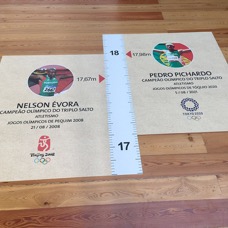 17,67m
NELSON ÉVORA
CAMPEÃO OLÍMPICO DO TRIPLO SALTO
ATLETISMO
JOGOS OLÍMPICOS DE PEQUIM 2008
21 / 08 / 2008
Beijing 2008
18
17
17,98m
PEDRO PICHARDO
CAMPEÃO OLÍMPICO DO TRIPLO SALTO
ATLETISMO
JOGOS OLÍMPICOS DE TÓQUIO 2020
TOKYO 2020